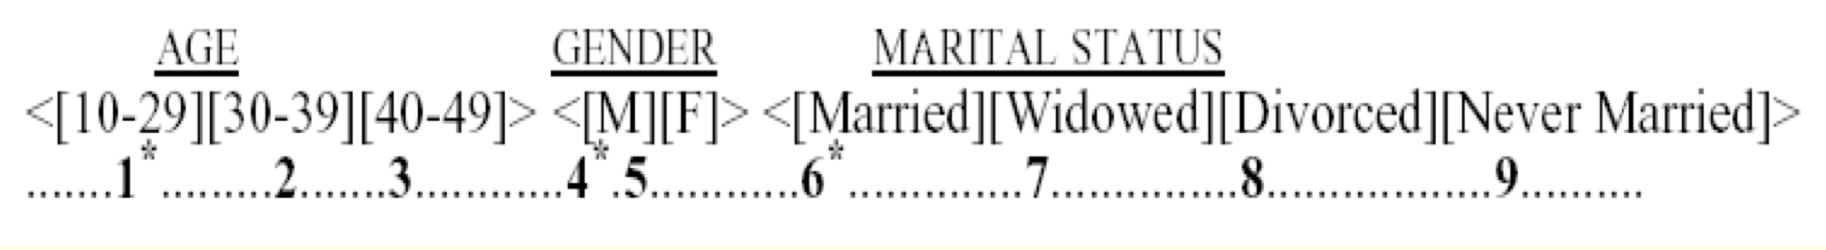 AGE GENDER MARITAL STATUS
<[10-29][30-39][40-49]> <[M][F]> <[Married][Widowed][Divorced][Never Married]>
.......1*.........2......3............4*.5...........6*..............7...............8..................9..........